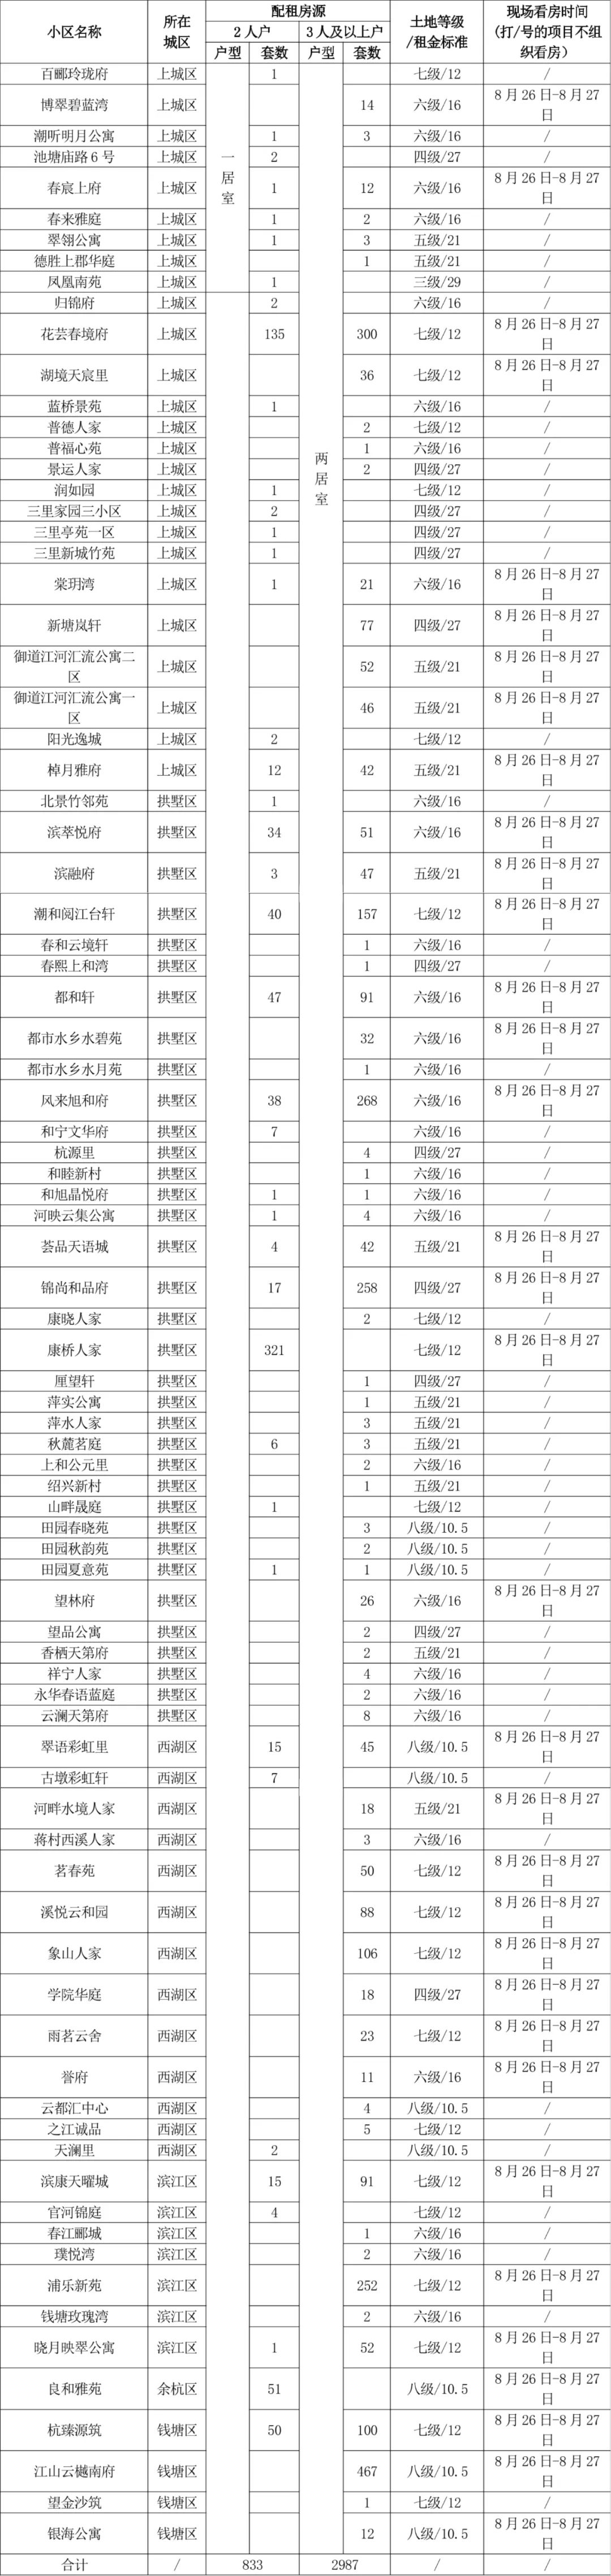 小区名称 所在城区 配租房源 土地等级/租金标准 现场看房时间(打/号的项目不组织看房)
2人户 3人及以上户
户型 套数 户型 套数
一居室
两居室
百郦玲珑府 上城区 1 七级/12 /
博翠碧蓝湾 上城区 14 六级/16 8月26日-8月27日
潮听明月公寓 上城区 1 3 六级/16 /
池塘庙路6号 上城区 2 四级/27 /
春宸上府 上城区 1 12 六级/16 8月26日-8月27日
春来雅庭 上城区 1 2 六级/16 /
翠翎公寓 上城区 1 3 五级/21 /
德胜上郡华庭 上城区 1 五级/21 /
凤凰南苑 上城区 1 三级/29 /
归锦府 上城区 2 六级/16 /
花芸春境府 上城区 135 300 七级/12 8月26日-8月27日
湖境天宸里 上城区 36 七级/12 8月26日-8月27日
蓝桥景苑 上城区 1 六级/16 /
普德人家 上城区 2 七级/12 /
普福心苑 上城区 1 六级/16 /
景运人家 上城区 2 四级/27 /
润如园 上城区 1 七级/12 /
三里家园三小区 上城区 2 四级/27 /
三里亭苑一区 上城区 1 四级/27 /
三里新城竹苑 上城区 1 四级/27 /
棠玥湾 上城区 1 21 六级/16 8月26日-8月27日
新塘岚轩 上城区 77 四级/27 8月26日-8月27日
御道江河汇流公寓二区 上城区 52 五级/21 8月26日-8月27日
御道江河汇流公寓一区 上城区 46 五级/21 8月26日-8月27日
阳光逸城 上城区 2 七级/12 /
棹月雅府 上城区 12 42 五级/21 8月26日-8月27日
北景竹邻苑 拱墅区 1 六级/16 /
滨萃悦府 拱墅区 34 51 六级/16 8月26日-8月27日
滨融府 拱墅区 3 47 五级/21 8月26日-8月27日
潮和阅江台轩 拱墅区 40 157 七级/12 8月26日-8月27日
春和云境轩 拱墅区 1 六级/16 /
春熙上和湾 拱墅区 1 四级/27 /
都和轩 拱墅区 47 91 六级/16 8月26日-8月27日
都市水乡水碧苑 拱墅区 32 六级/16 8月26日-8月27日
都市水乡水月苑 拱墅区 1 六级/16 /
风来旭和府 拱墅区 38 268 六级/16 8月26日-8月27日
和宁文华府 拱墅区 7 六级/16 /
杭源里 拱墅区 4 四级/27 /
和睦新村 拱墅区 1 六级/16 /
和旭晶悦府 拱墅区 1 1 六级/16 /
河映云集公寓 拱墅区 1 4 六级/16 /
荟品天语城 拱墅区 4 42 五级/21 8月26日-8月27日
锦尚和品府 拱墅区 17 258 四级/27 8月26日-8月27日
康晓人家 拱墅区 2 七级/12 /
康桥人家 拱墅区 321 七级/12 8月26日-8月27日
厘望轩 拱墅区 1 四级/27 /
萍实公寓 拱墅区 1 五级/21 /
萍水人家 拱墅区 3 五级/21 /
秋麓茗庭 拱墅区 6 3 五级/21 /
上和公元里 拱墅区 2 六级/16 /
绍兴新村 拱墅区 1 五级/21 /
山畔晟庭 拱墅区 1 七级/12 /
田园春晓苑 拱墅区 3 八级/10.5 /
田园秋韵苑 拱墅区 2 八级/10.5 /
田园夏意苑 拱墅区 1 1 八级/10.5 /
望林府 拱墅区 26 六级/16 8月26日-8月27日
望品公寓 拱墅区 2 四级/27 /
香栖天第府 拱墅区 2 五级/21 /
祥宁人家 拱墅区 4 六级/16 /
永华春语蓝庭 拱墅区 2 六级/16 /
云澜天第府 拱墅区 8 六级/16 /
翠语彩虹里 西湖区 15 45 八级/10.5 8月26日-8月27日
古墩彩虹轩 西湖区 7 八级/10.5 /
河畔水境人家 西湖区 18 五级/21 8月26日-8月27日
蒋村西溪人家 西湖区 3 六级/16 /
茗春苑 西湖区 50 七级/12 8月26日-8月27日
溪悦云和园 西湖区 88 七级/12 8月26日-8月27日
象山人家 西湖区 106 七级/12 8月26日-8月27日
学院华庭 西湖区 18 四级/27 8月26日-8月27日
雨茗云舍 西湖区 23 七级/12 8月26日-8月27日
誉府 西湖区 11 六级/16 8月26日-8月27日
云都汇中心 西湖区 4 八级/10.5 /
之江诚品 西湖区 5 七级/12 /
天澜里 西湖区 2 八级/10.5 /
滨康天曜城 滨江区 15 91 七级/12 8月26日-8月27日
官河锦庭 滨江区 4 七级/12 /
春江郦城 滨江区 1 六级/16 /
璞悦湾 滨江区 2 六级/16 /
浦乐新苑 滨江区 252 七级/12 8月26日-8月27日
钱塘玫瑰湾 滨江区 2 六级/16 /
晓月映翠公寓 滨江区 1 52 七级/12 8月26日-8月27日
良和雅苑 余杭区 51 八级/10.5 8月26日-8月27日
杭臻源筑 钱塘区 50 100 七级/12 8月26日-8月27日
江山云樾南府 钱塘区 467 八级/10.5 8月26日-8月27日
望金沙筑 钱塘区 1 七级/12 /
银海公寓 钱塘区 12 八级/10.5 8月26日-8月27日
合计 / 833 2987 / /